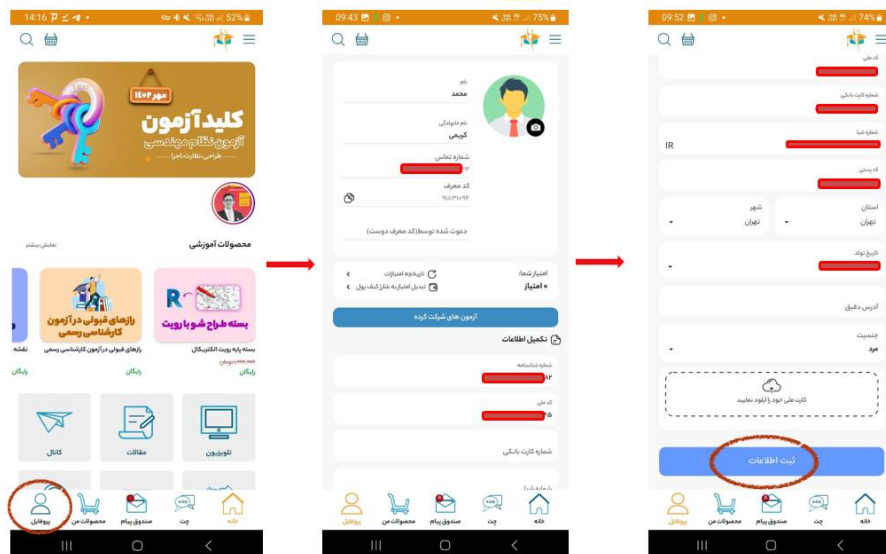 14:16
52%
مهر ۱۴۰۲
کلید آزمون
آزمون نظام مهندسی
طراحی، نظارت، اجرا
محصولات آموزشی
نمایش بیشتر
بسته طراح شو با رویت
رازهای قبولی در آزمون
کارشناسی رسمی
بسته پایه رویت الکتریکال
رازهای قبولی در آزمون کارشناسی رسمی
نقشه
تومان
رایگان
رایگان
رایگان
تلویزیون
مقالات
کانال
خانه
چت
صندوق پیام
محصولات من
پروفایل
09:43
75%
نام
محمد
نام خانوادگی
کریمی
شماره تماس
کد معرف
۹۱۸۳۱۰۹۴
دعوت شده توسط(کد معرف دوست)
امتیاز شما:
۰ امتیاز
تاریخچه امتیازات
تبدیل امتیاز به شارژ کیف پول
آزمون های شرکت کرده
تکمیل اطلاعات
شماره شناسنامه
۸۲
کد ملی
۴۵
شماره کارت بانکی
شماره شبا
خانه
چت
صندوق پیام
محصولات من
پروفایل
09:52
74%
کد ملی
شماره کارت بانکی
شماره شبا
IR
کد پستی
استان
تهران
شهر
تهران
تاریخ تولد
آدرس دقیق
جنسیت
مرد
کارت ملی خود را آپلود نمایید
ثبت اطلاعات
خانه
چت
صندوق پیام
محصولات من
پروفایل